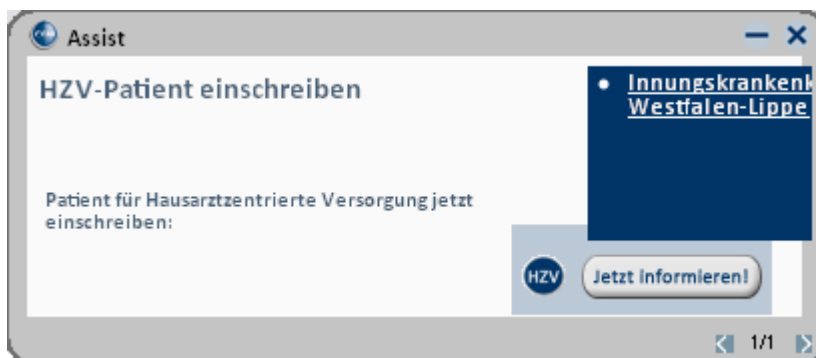 Assist
HZV-Patient einschreiben
• Innungskrankenk
Westfalen-Lippe
Patient für Hausarztzentrierte Versorgung jetzt
einschreiben:
HZV
Jetzt informieren!
1/1